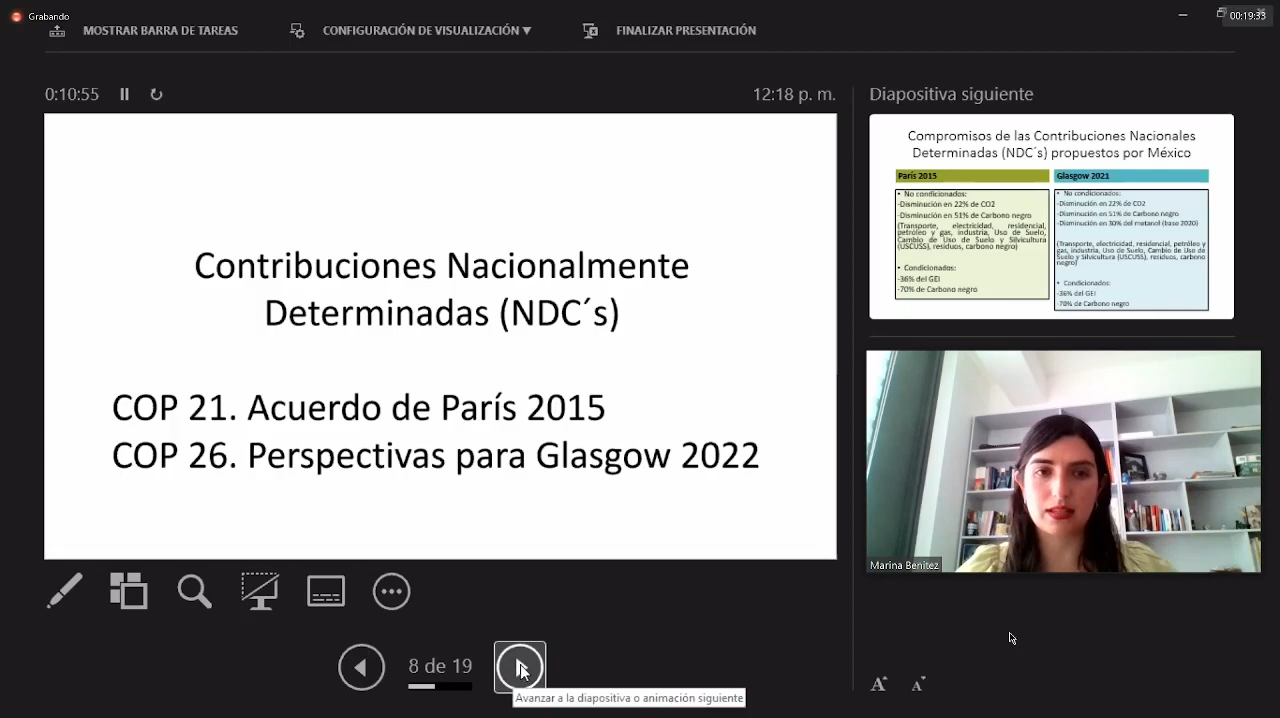 Grabando
00:19:33
MOSTRAR BARRA DE TAREAS
CONFIGURACIÓN DE VISUALIZACIÓN ▼
FINALIZAR PRESENTACIÓN
0:10:55
12:18 p. m.
Contribuciones Nacionalmente
Determinadas (NDC´s)
COP 21. Acuerdo de París 2015
COP 26. Perspectivas para Glasgow 2022
8 de 19
Avanzar a la diapositiva o animación siguiente
Diapositiva siguiente
Compromisos de las Contribuciones Nacionales
Determinadas (NDC´s) propuestos por México
París 2015
• No condicionados:
-Disminución en 22% de CO2
-Disminución en 51% de Carbono negro
(Transporte, electricidad, residencial,
petróleo y gas, industria, Uso de Suelo,
Cambio de Uso de Suelo y Silvicultura
(USCUSS), residuos, carbono negro)
• Condicionados:
-36% del GEI
-70% de Carbono negro
Glasgow 2021
• No condicionados:
-Disminución en 22% de CO2
-Disminución en 51% de Carbono negro
-Disminución en 30% del metanol (base 2020)
(Transporte, electricidad, residencial, petróleo y
gas, industria, Uso de Suelo, Cambio de Uso de
Suelo y Silvicultura (USCUSS), residuos, carbono
negro)
• Condicionados:
-36% del GEI
-70% de Carbono negro
Marina Benitez
A A